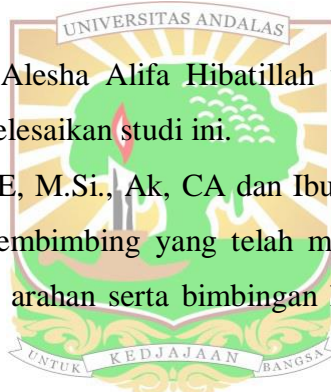 UNIVERSITAS ANDALAS
Alesha Alifa Hibatillah
elesaikan studi ini.
E, M.Si., Ak, CA dan Ibu
embimbing yang telah m
arahan serta bimbingan
UNTUK KEDJAJAAN BANGSA